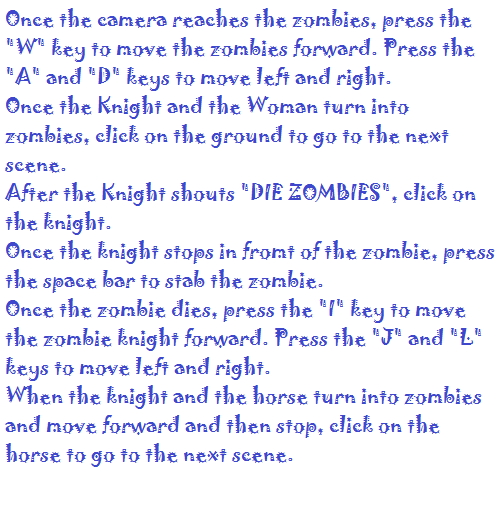 Once the camera reaches the zombies, press the
"W" key to move the zombies forward. Press the
"A" and "D" keys to move left and right.
Once the Knight and the Woman turn into
zombies, click on the ground to go to the next
scene.
After the Knight shouts "DIE ZOMBIES", click on
the knight.
Once the knight stops in fromt of the zombie, press
the space bar to stab the zombie.
Once the zombie dies, press the "I" key to move
the zombie knight forward. Press the "J" and "L"
keys to move left and right.
When the knight and the horse turn into zombies
and move forward and then stop, click on the
horse to go to the next scene.